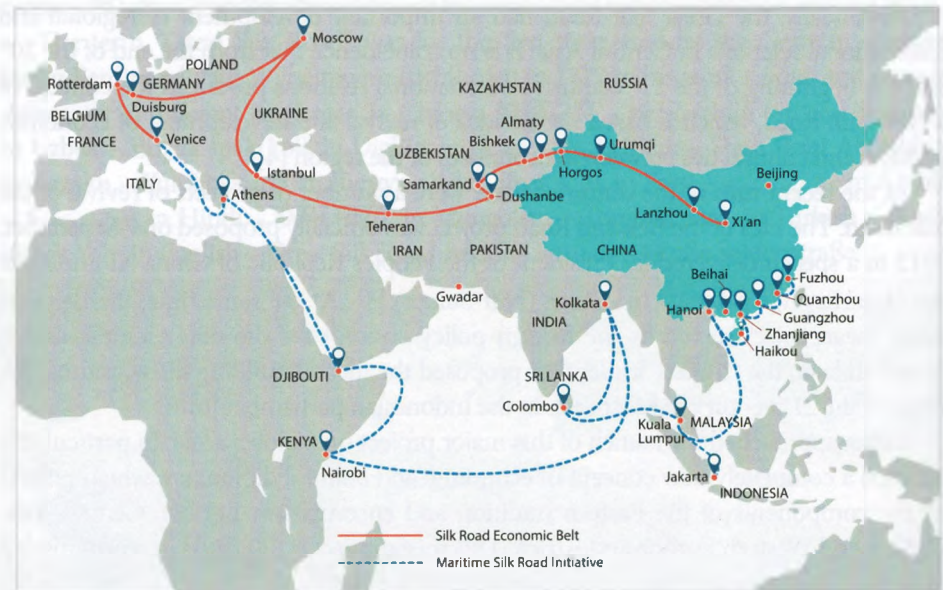 Moscow
POLAND
Rotterdam
GERMANY
Duisburg
BELGIUM
FRANCE
Venice
UKRAINE
KAZAKHSTAN
RUSSIA
Almaty
Bishkek
Urumqi
UZBEKISTAN
Horgos
Beijing
ITALY
Istanbul
Athens
Samarkand
Dushanbe
Lanzhou
Xi'an
Teheran
IRAN
PAKISTAN
CHINA
Beihai
Fuzhou
Gwadar
Kolkata
Hanoi
Quanzhou
INDIA
Guangzhou
Zhanjiang
Haikou
DJIBOUTI
SRI LANKA
Colombo
Kuala
Lumpur
MALAYSIA
KENYA
Nairobi
Jakarta
INDONESIA
Silk Road Economic Belt
Maritime Silk Road Initiative